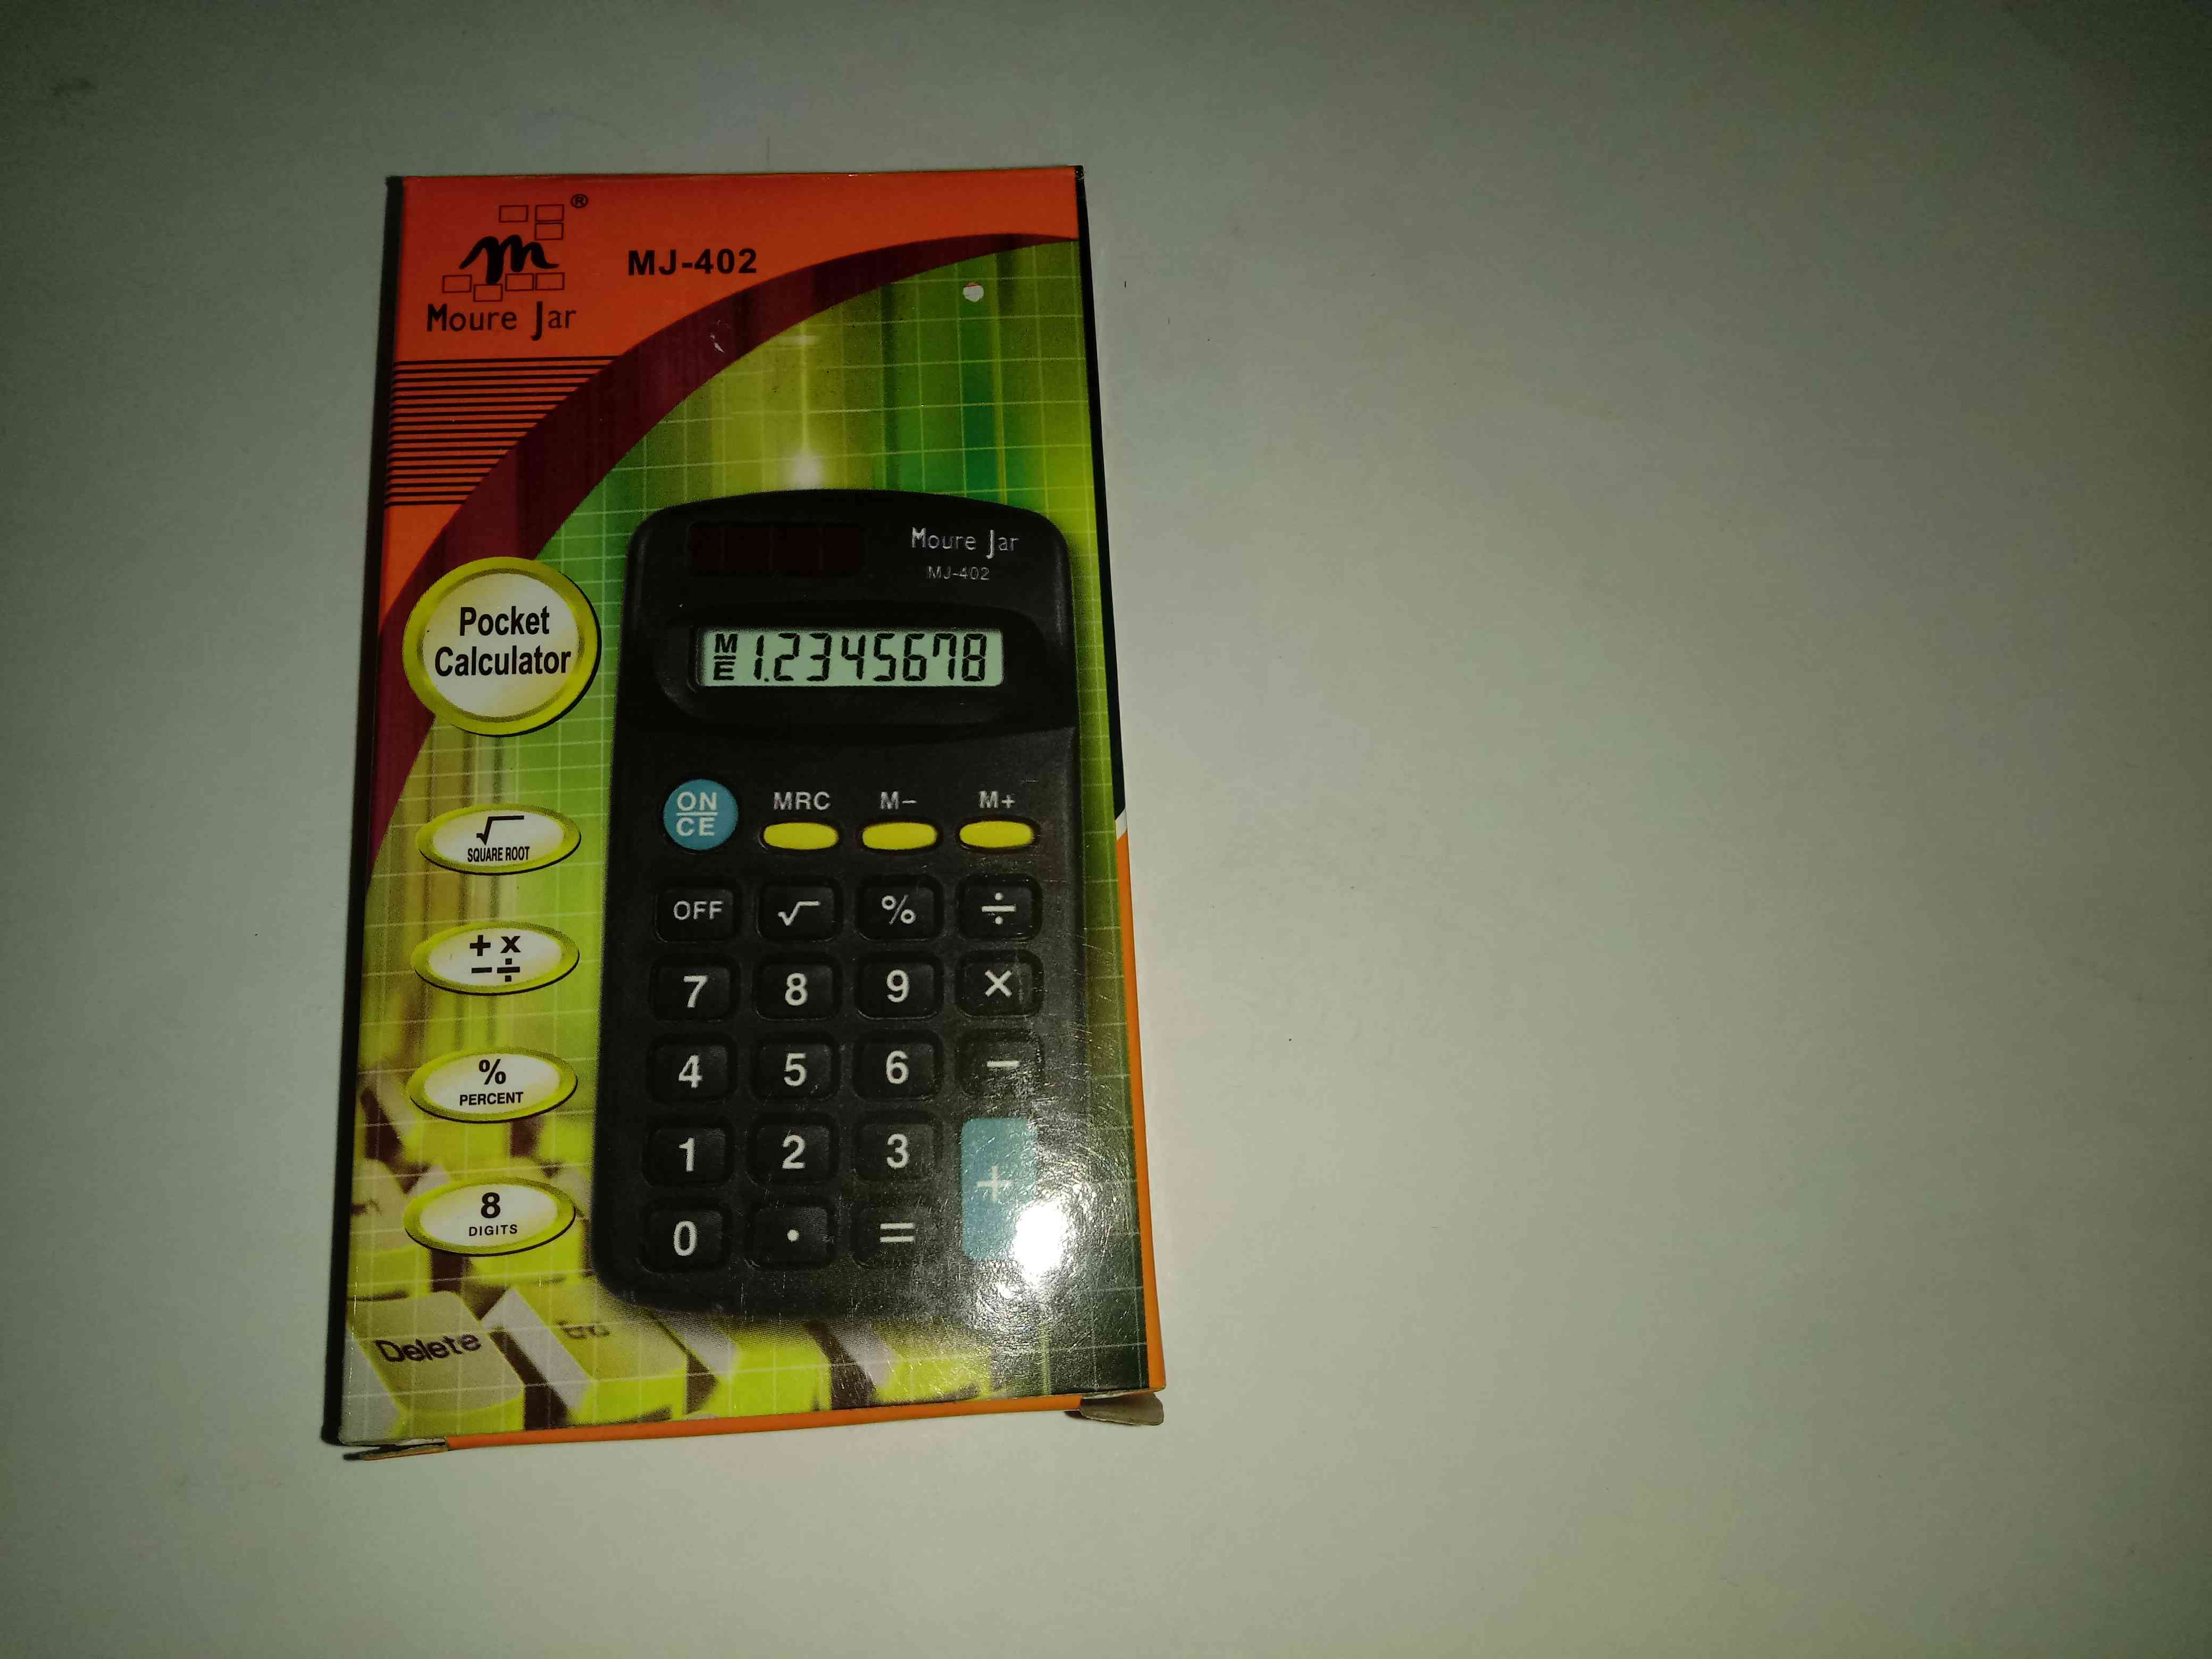 ®
m
Moure Jar
MJ-402
Moure Jar
MJ-402
Pocket
Calculator
M
E 1.2345678
ON
CE
MRC M- M+
√
SQUARE ROOT
OFF √ % ÷
+ x
- ÷
7 8 9 ×
%
PERCENT
4 5 6 -
1 2 3 +
8
DIGITS
0 . =
Delete